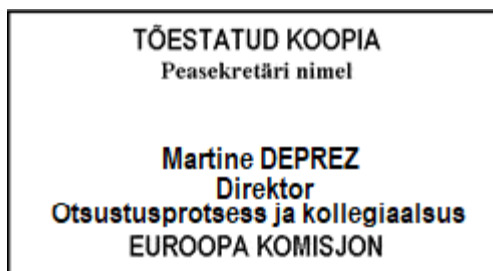 TÕESTATUD KOOPIA
Peasekretäri nimel
Martine DEPREZ
Direktor
Otsustusprotsess ja kollegiaalsus
EUROOPA KOMISJON